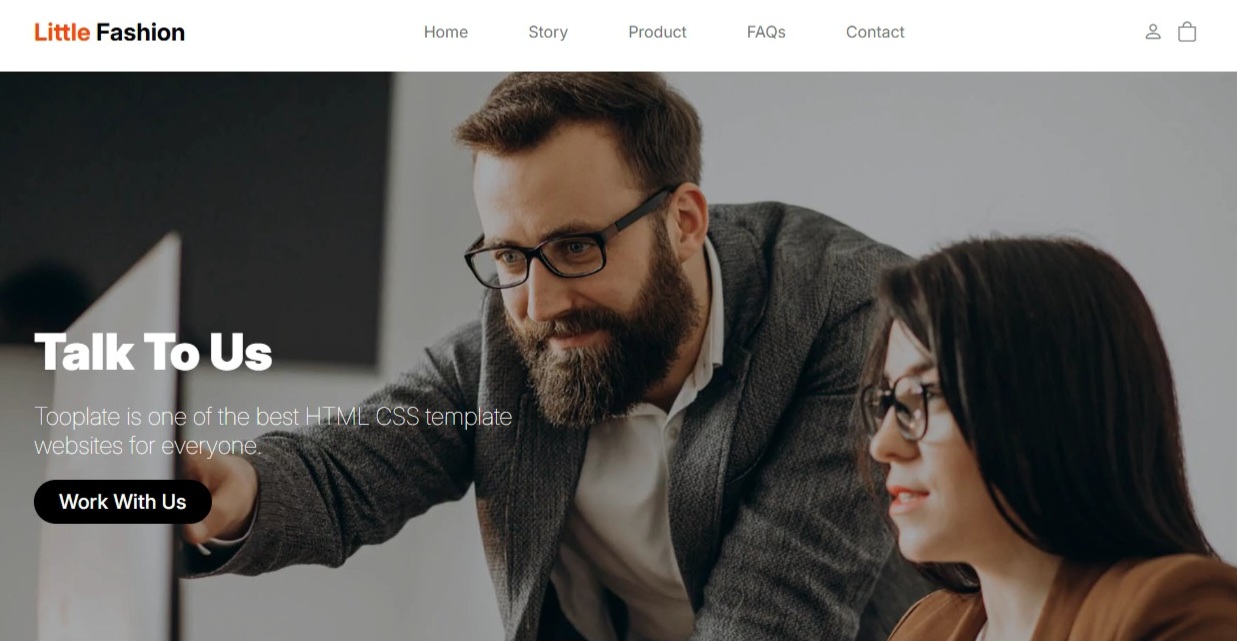 Little Fashion
Home
Story
Product
FAQs
Contact
Talk To Us
Tooplate is one of the best HTML CSS template
websites for everyone.
Work With Us